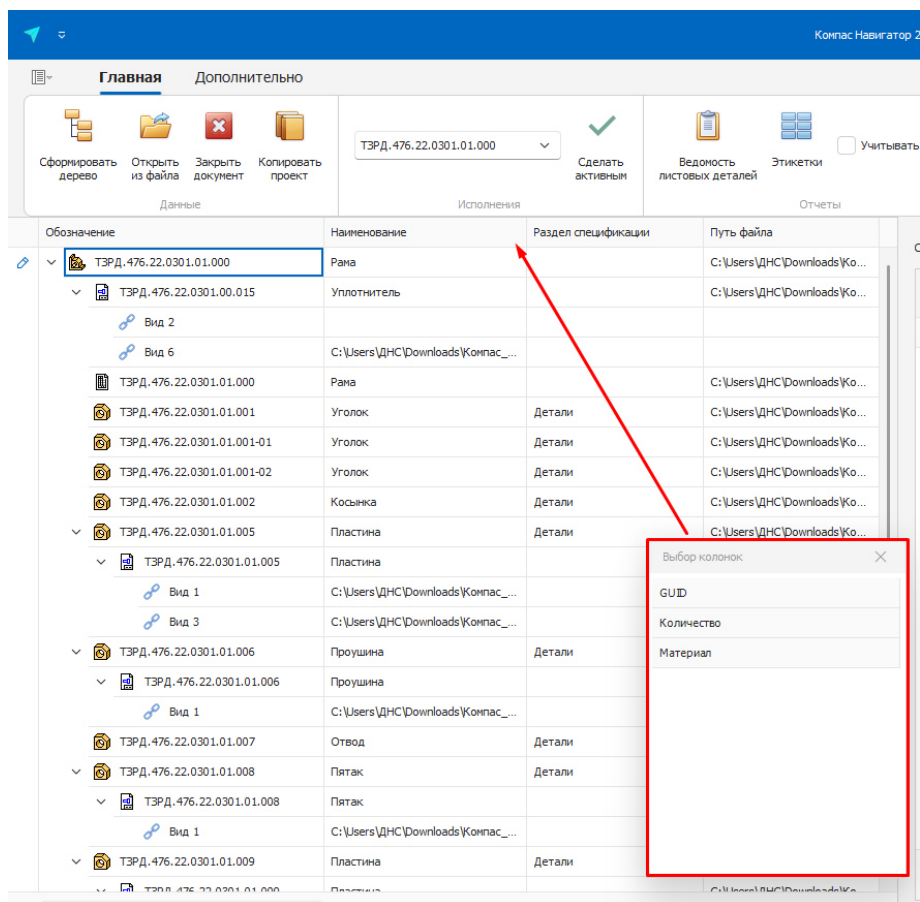 Компас Навигатор 2
Главная Дополнительно
Сформировать дерево
Открыть из файла
Закрыть документ
Копировать проект
Данные
ТЗРД.476.22.0301.01.000
Сделать активным
Исполнения
Ведомость листовых деталей
Этикетки
Учитывать
Отчеты
Обозначение Наименование Раздел спецификации Путь файла
ТЗРД.476.22.0301.01.000 Рама C:\Users\ДНС\Downloads\Ко...
ТЗРД.476.22.0301.00.015 Уплотнитель C:\Users\ДНС\Downloads\Ко...
Вид 2
Вид 6 C:\Users\ДНС\Downloads\Компас_...
ТЗРД.476.22.0301.01.000 Рама C:\Users\ДНС\Downloads\Ко...
ТЗРД.476.22.0301.01.001 Уголок Детали C:\Users\ДНС\Downloads\Ко...
ТЗРД.476.22.0301.01.001-01 Уголок Детали C:\Users\ДНС\Downloads\Ко...
ТЗРД.476.22.0301.01.001-02 Уголок Детали C:\Users\ДНС\Downloads\Ко...
ТЗРД.476.22.0301.01.002 Косынка Детали C:\Users\ДНС\Downloads\Ко...
ТЗРД.476.22.0301.01.005 Пластина Детали C:\Users\ДНС\Downloads\Ко...
ТЗРД.476.22.0301.01.005 Пластина
Вид 1 C:\Users\ДНС\Downloads\Компас_...
Вид 3 C:\Users\ДНС\Downloads\Компас_...
ТЗРД.476.22.0301.01.006 Проушина Детали
ТЗРД.476.22.0301.01.006 Проушина
Вид 1 C:\Users\ДНС\Downloads\Компас_...
ТЗРД.476.22.0301.01.007 Отвод Детали
ТЗРД.476.22.0301.01.008 Пятак Детали
ТЗРД.476.22.0301.01.008 Пятак
Вид 1 C:\Users\ДНС\Downloads\Компас_...
ТЗРД.476.22.0301.01.009 Пластина Детали
Выбор колонок
GUID
Количество
Материал